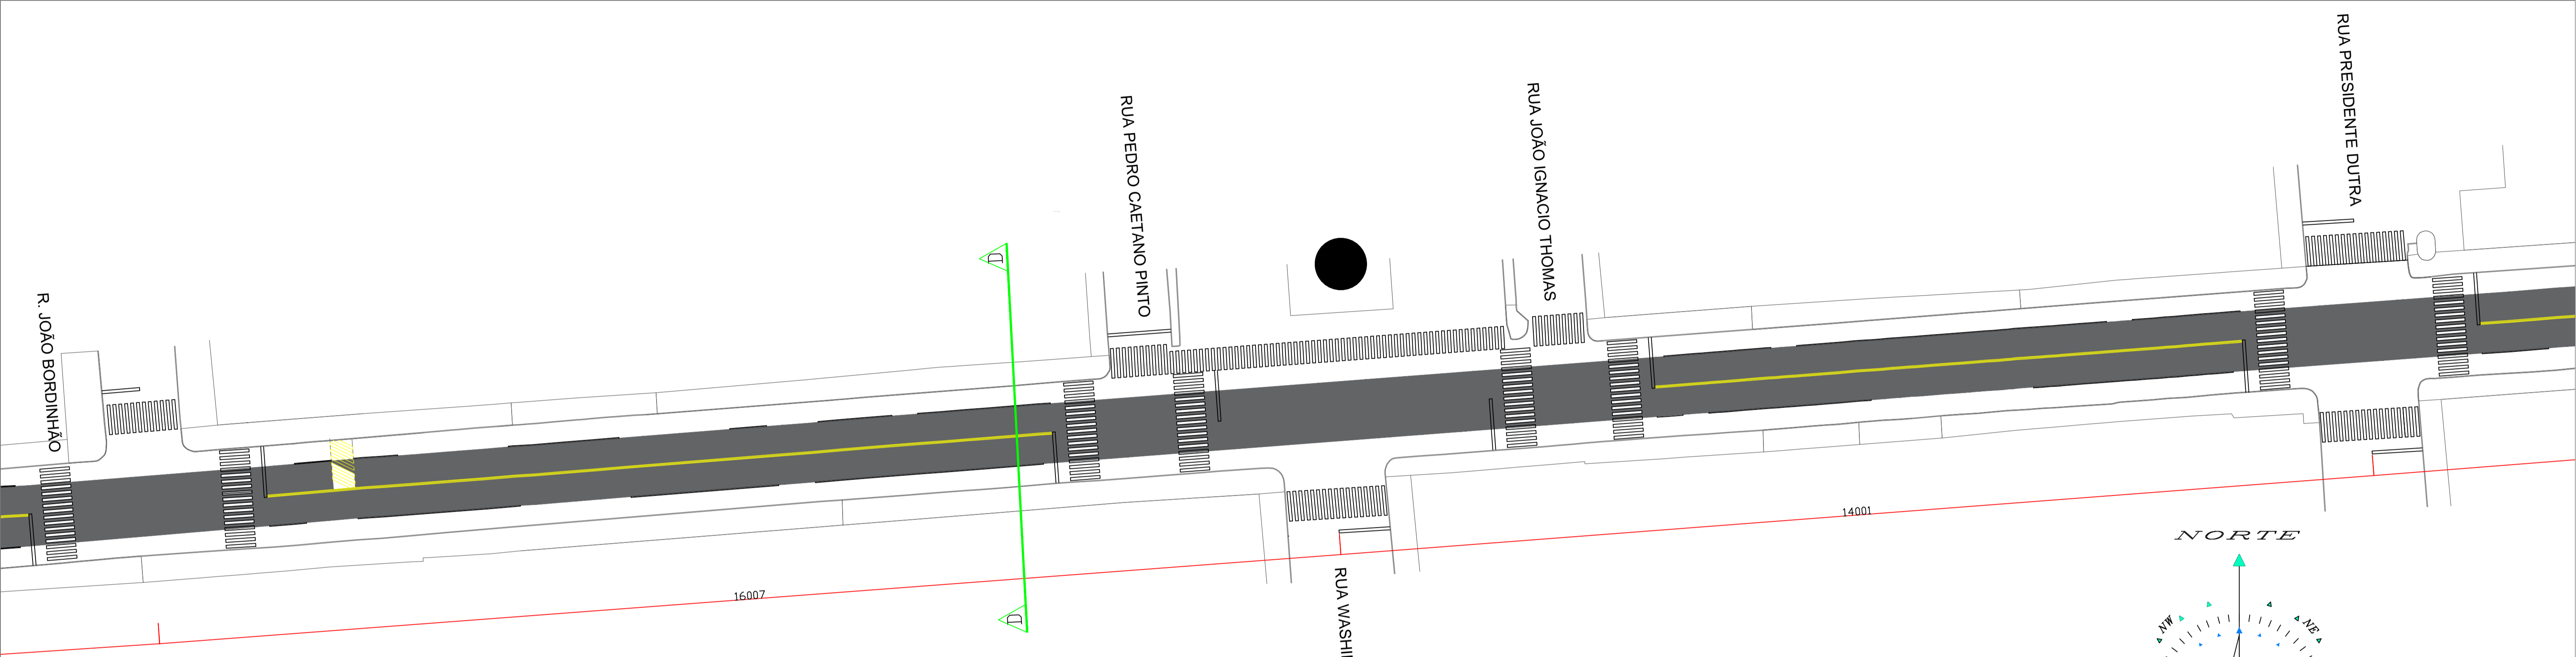 RUA PRESIDENTE DUTRA
RUA JOÃO IGNACIO THOMAS
RUA PEDRO CAETANO PINTO
R. JOÃO BORDINHÃO
D
D
14001
16007
NORTE
NW
NE
RUA WASHI